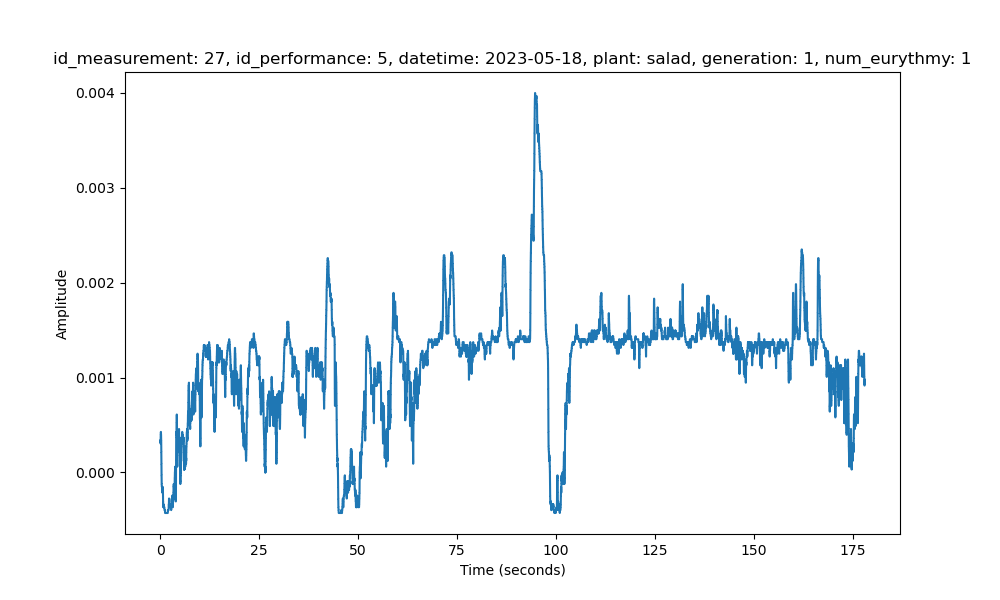 id_measurement: 27, id_performance: 5, datetime: 2023-05-18, plant: salad, generation: 1, num_eurythmy: 1
0.004
0.003
0.002
0.001
0.000
Amplitude
0 25 50 75 100 125 150 175
Time (seconds)